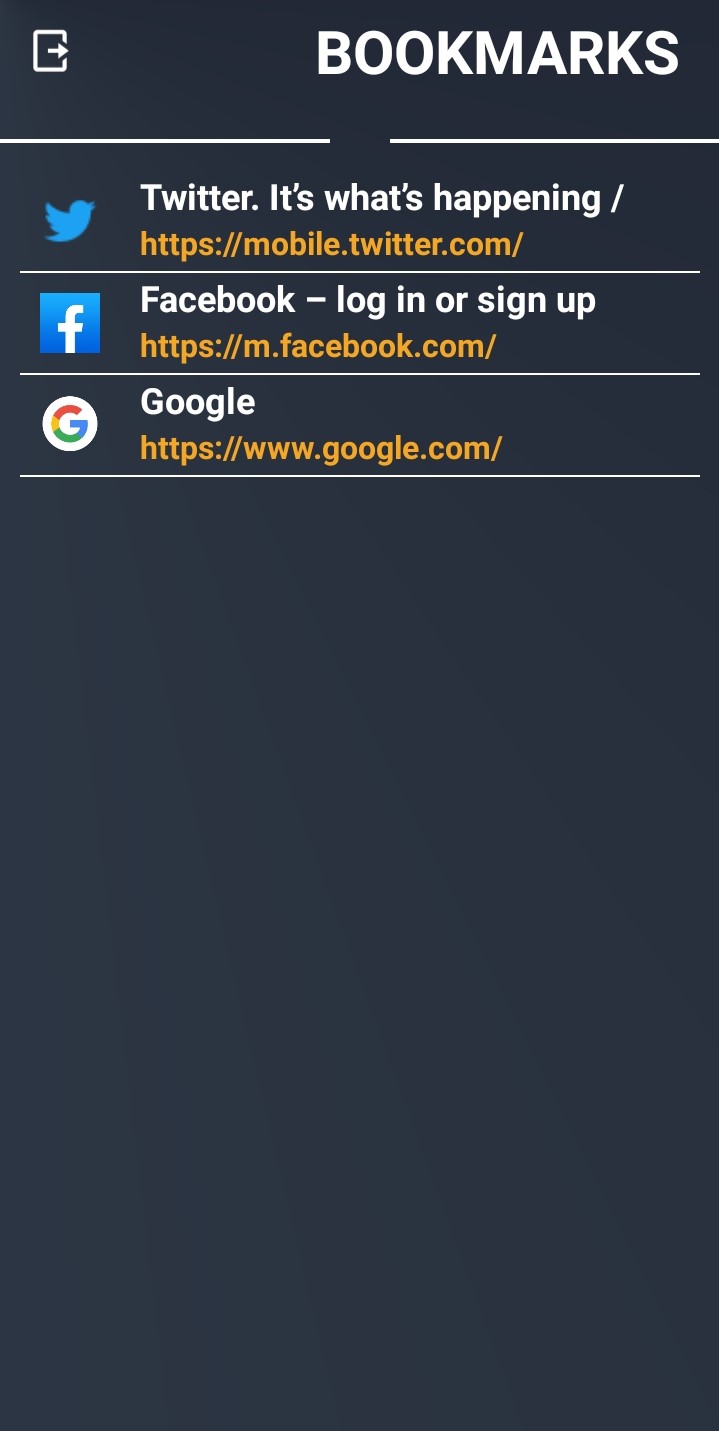 BOOKMARKS
Twitter. It’s what’s happening /
https://mobile.twitter.com/
Facebook – log in or sign up
https://m.facebook.com/
Google
https://www.google.com/